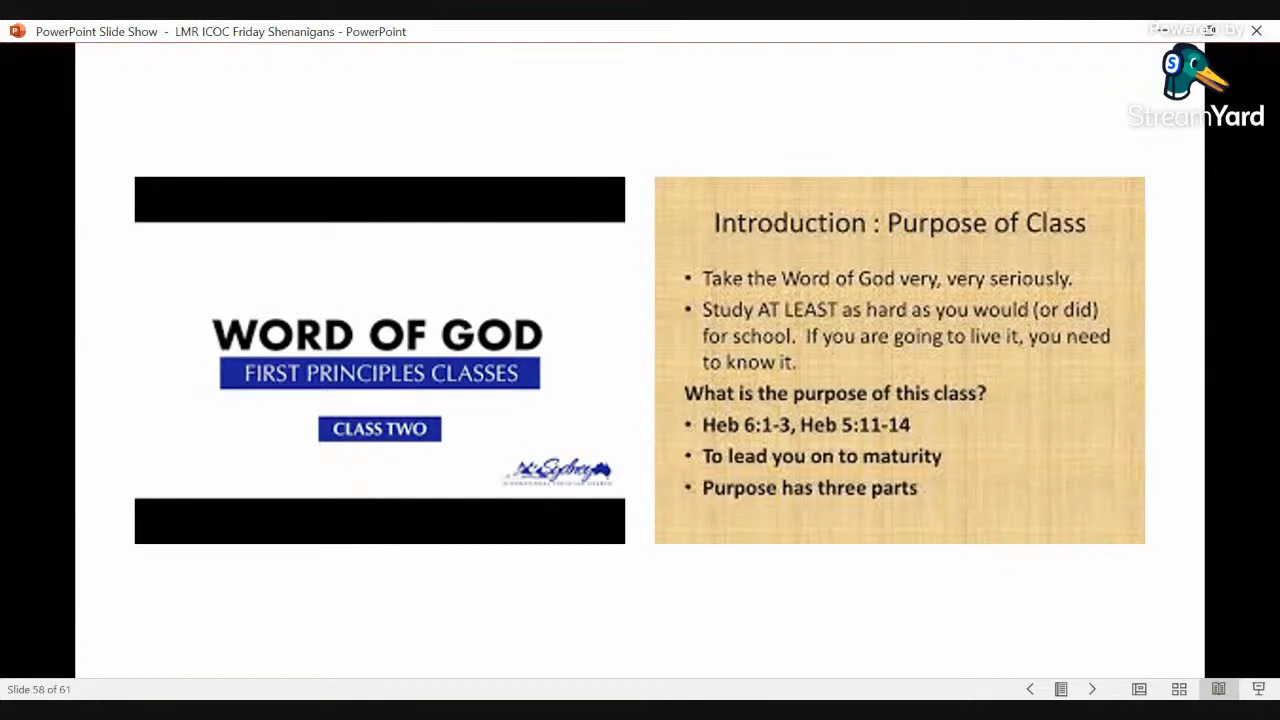 PowerPoint Slide Show - LMR ICOC Friday Shenanigans - PowerPoint
Powered by
StreamYard
WORD OF GOD
FIRST PRINCIPLES CLASSES
CLASS TWO
Sydney
Introduction : Purpose of Class
• Take the Word of God very, very seriously.
• Study AT LEAST as hard as you would (or did)
for school. If you are going to live it, you need
to know it.
What is the purpose of this class?
• Heb 6:1-3, Heb 5:11-14
• To lead you on to maturity
• Purpose has three parts
Slide 58 of 61